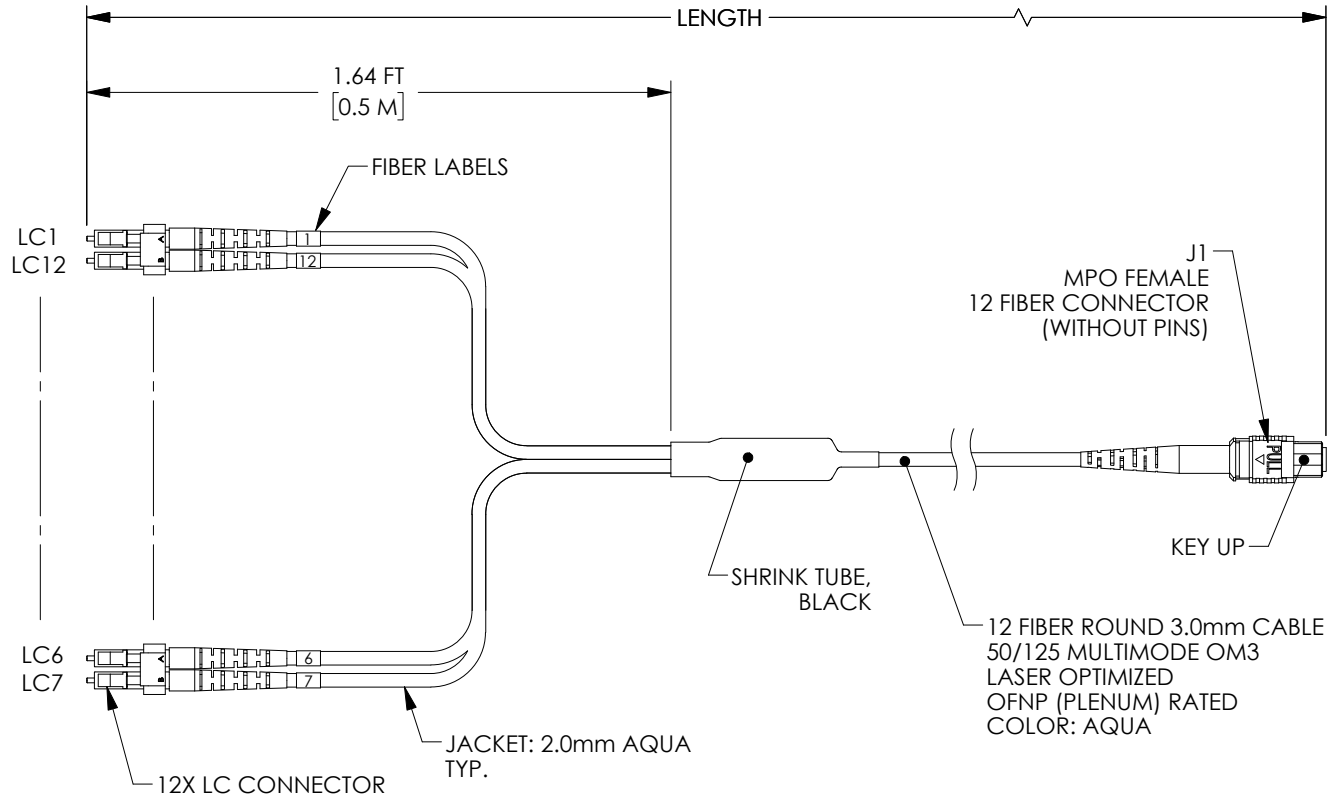 LENGTH
1.64 FT
[0.5 M]
FIBER LABELS
LC1
LC12
A
B
1
12
J1
MPO FEMALE
12 FIBER CONNECTOR
(WITHOUT PINS)
PULL
KEY UP
SHRINK TUBE,
BLACK
12 FIBER ROUND 3.0mm CABLE
50/125 MULTIMODE OM3
LASER OPTIMIZED
OFNP (PLENUM) RATED
COLOR: AQUA
LC6
LC7
A
B
6
7
JACKET: 2.0mm AQUA
TYP.
12X LC CONNECTOR